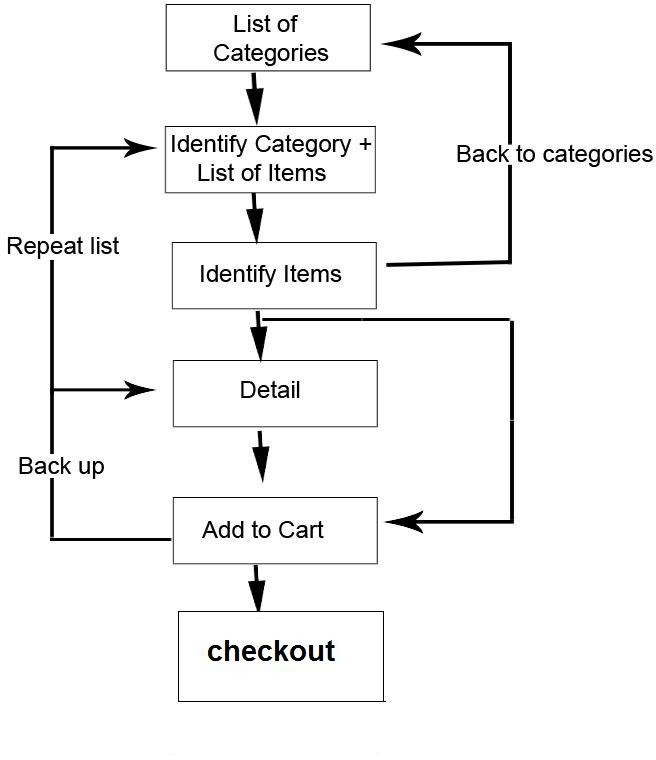 List of
Categories
Identify Category +
List of Items
Back to categories
Repeat list
Identify Items
Detail
Back up
Add to Cart
checkout